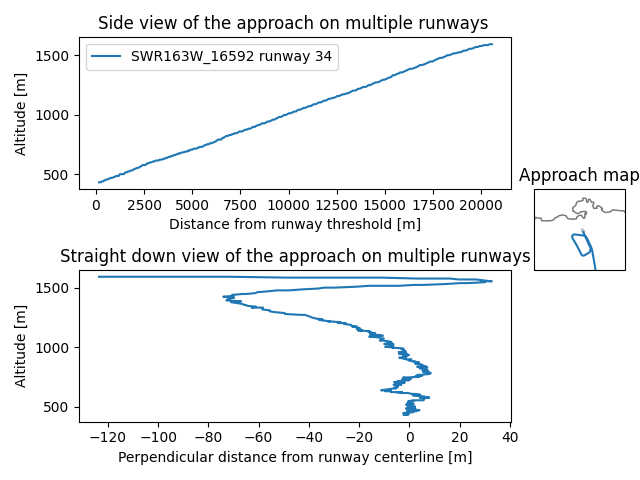 Side view of the approach on multiple runways
1500
1000
500
Altitude [m]
SWR163W_16592 runway 34
0 2500 5000 7500 10000 12500 15000 17500 20000
Distance from runway threshold [m]
Approach map
Straight down view of the approach on multiple runways
1500
1000
500
Altitude [m]
−120 −100 −80 −60 −40 −20 0 20 40
Perpendicular distance from runway centerline [m]